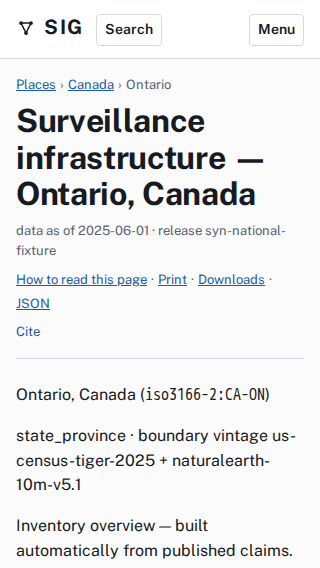 SIG Search Menu
Places › Canada › Ontario
Surveillance
infrastructure —
Ontario, Canada
data as of 2025-06-01 · release syn-national-
fixture
How to read this page · Print · Downloads ·
JSON
Cite
Ontario, Canada (iso3166-2:CA-ON)
state_province · boundary vintage us-
census-tiger-2025 + naturalearth-
10m-v5.1
Inventory overview — built
automatically from published claims.